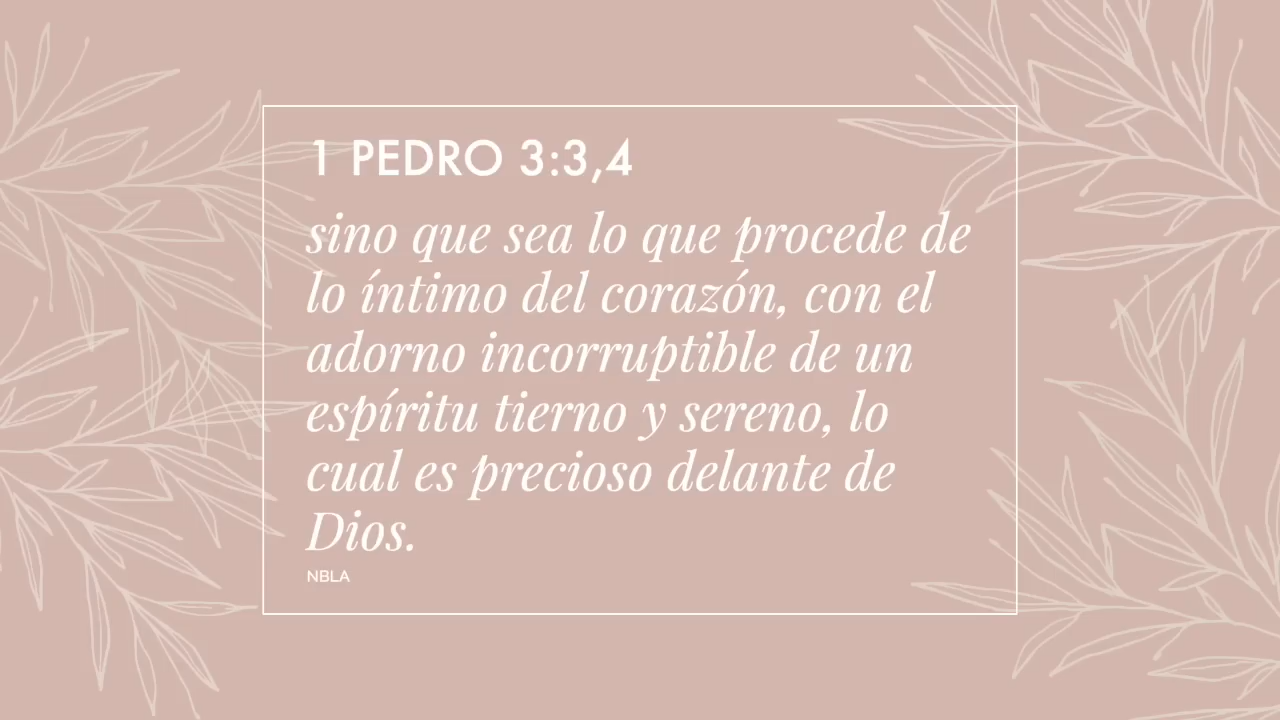 1 PEDRO 3:3,4
sino que sea lo que procede de
lo íntimo del corazón, con el
adorno incorruptible de un
espíritu tierno y sereno, lo
cual es precioso delante de
Dios.
NBLA